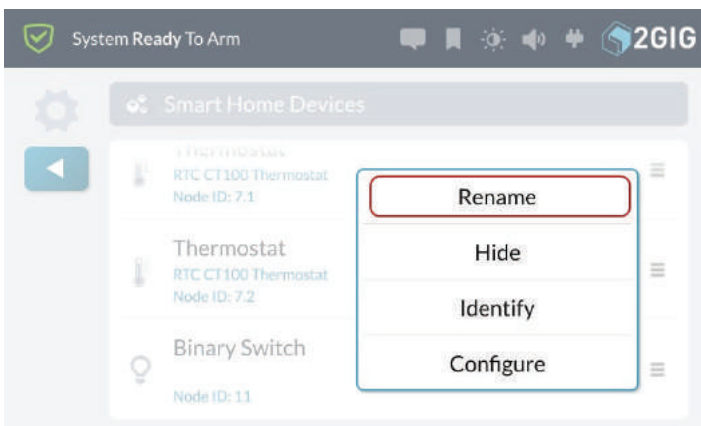 System Ready To Arm
2GIG
Smart Home Devices
Thermostat
RTC CT100 Thermostat
Node ID: 7.1
Thermostat
RTC CT100 Thermostat
Node ID: 7.2
Binary Switch
Node ID: 11
Rename
Hide
Identify
Configure